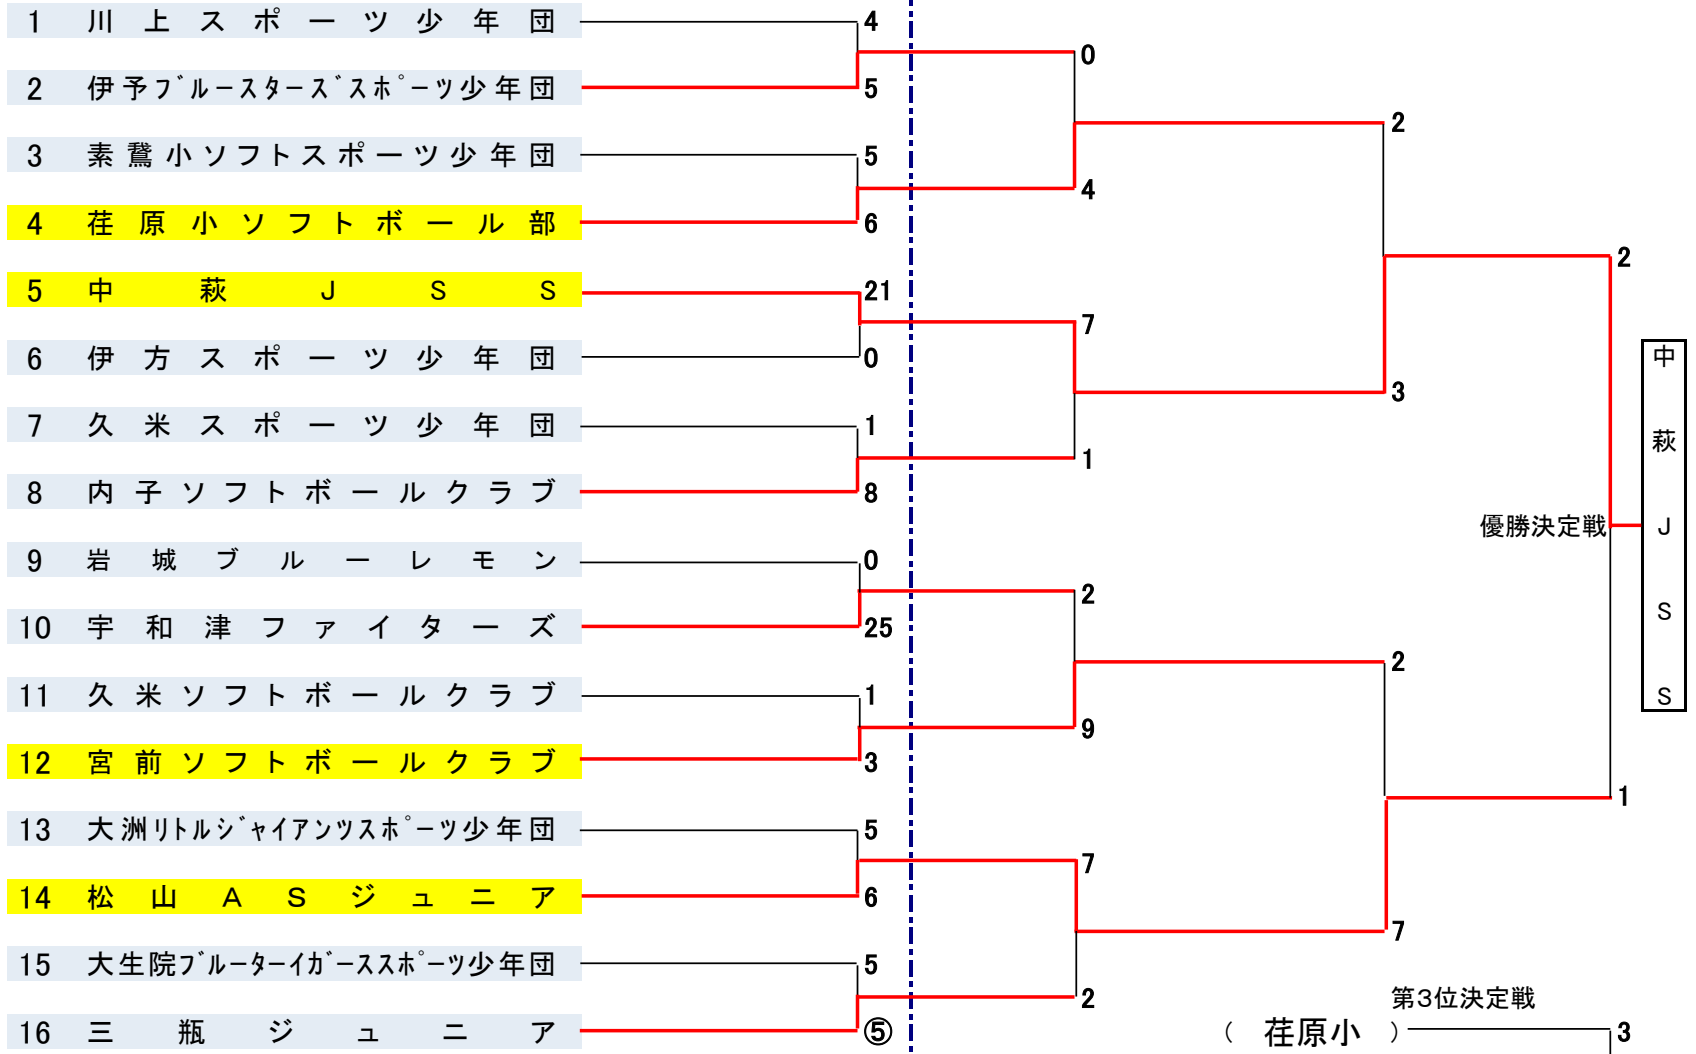 1 川上スポーツ少年団 4
0
2 伊予ﾌﾞﾙｰｽﾀｰｽﾞｽﾎﾟｰﾂ少年団 5
2
3 素鵞小ソフトスポーツ少年団 5
4
4 荏原小ソフトボール部 6
2
5 中萩JSS 21
7
6 伊方スポーツ少年団 0
3
7 久米スポーツ少年団 1
1
8 内子ソフトボールクラブ 8
優勝決定戦
中萩JSS
9 岩城ブルーレモン 0
2
10 宇和津ファイターズ 25
2
11 久米ソフトボールクラブ 1
9
12 宮前ソフトボールクラブ 3
1
13 大洲ﾘﾄﾙｼﾞｬｲｱﾝﾂスﾎﾟｰﾂ少年団 5
7
14 松山ASジュニア 6
7
15 大生院ﾌﾞﾙｰﾀｰｲｶﾞｰｽスﾎﾟｰﾂ少年団 5
2
第3位決定戦
16 三瓶ジュニア ⑤
( 荏原小 ) 3